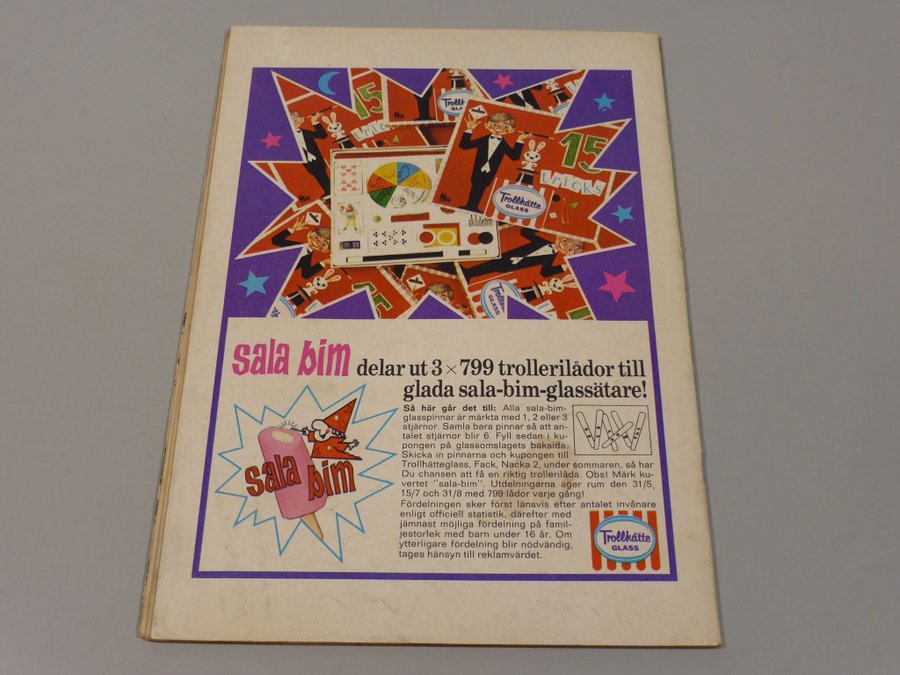 15
tricks
Trollhätte
GLASS
15
tricks
Trollhätte
GLASS
sala bim delar ut 3×799 trollerilådor till
glada sala-bim-glassätare!
Så här går det till: Alla sala-bim-
glasspinnar är märkta med 1, 2 eller 3
stjärnor. Samla bara pinnar så att an-
talet stjärnor blir 6. Fyll sedan i ku-
pongen på glassomslagets baksida.
Skicka in pinnarna och kupongen till
Trollhätteglass, Fack, Nacka 2, under sommaren, så har
Du chansen att få en riktig trollerilåda. Obs! Märk ku-
vertet "sala-bim". Utdelningarna äger rum den 31/5,
15/7 och 31/8 med 799 lådor varje gång!
Fördelningen sker först länsvis efter antalet invånare
enligt officiell statistik, därefter med
jämnast möjliga fördelning på famil-
jestorlek med barn under 16 år. Om
ytterligare fördelning blir nödvändig,
tages hänsyn till reklamvärdet.
sala bim
Trollhätte
GLASS